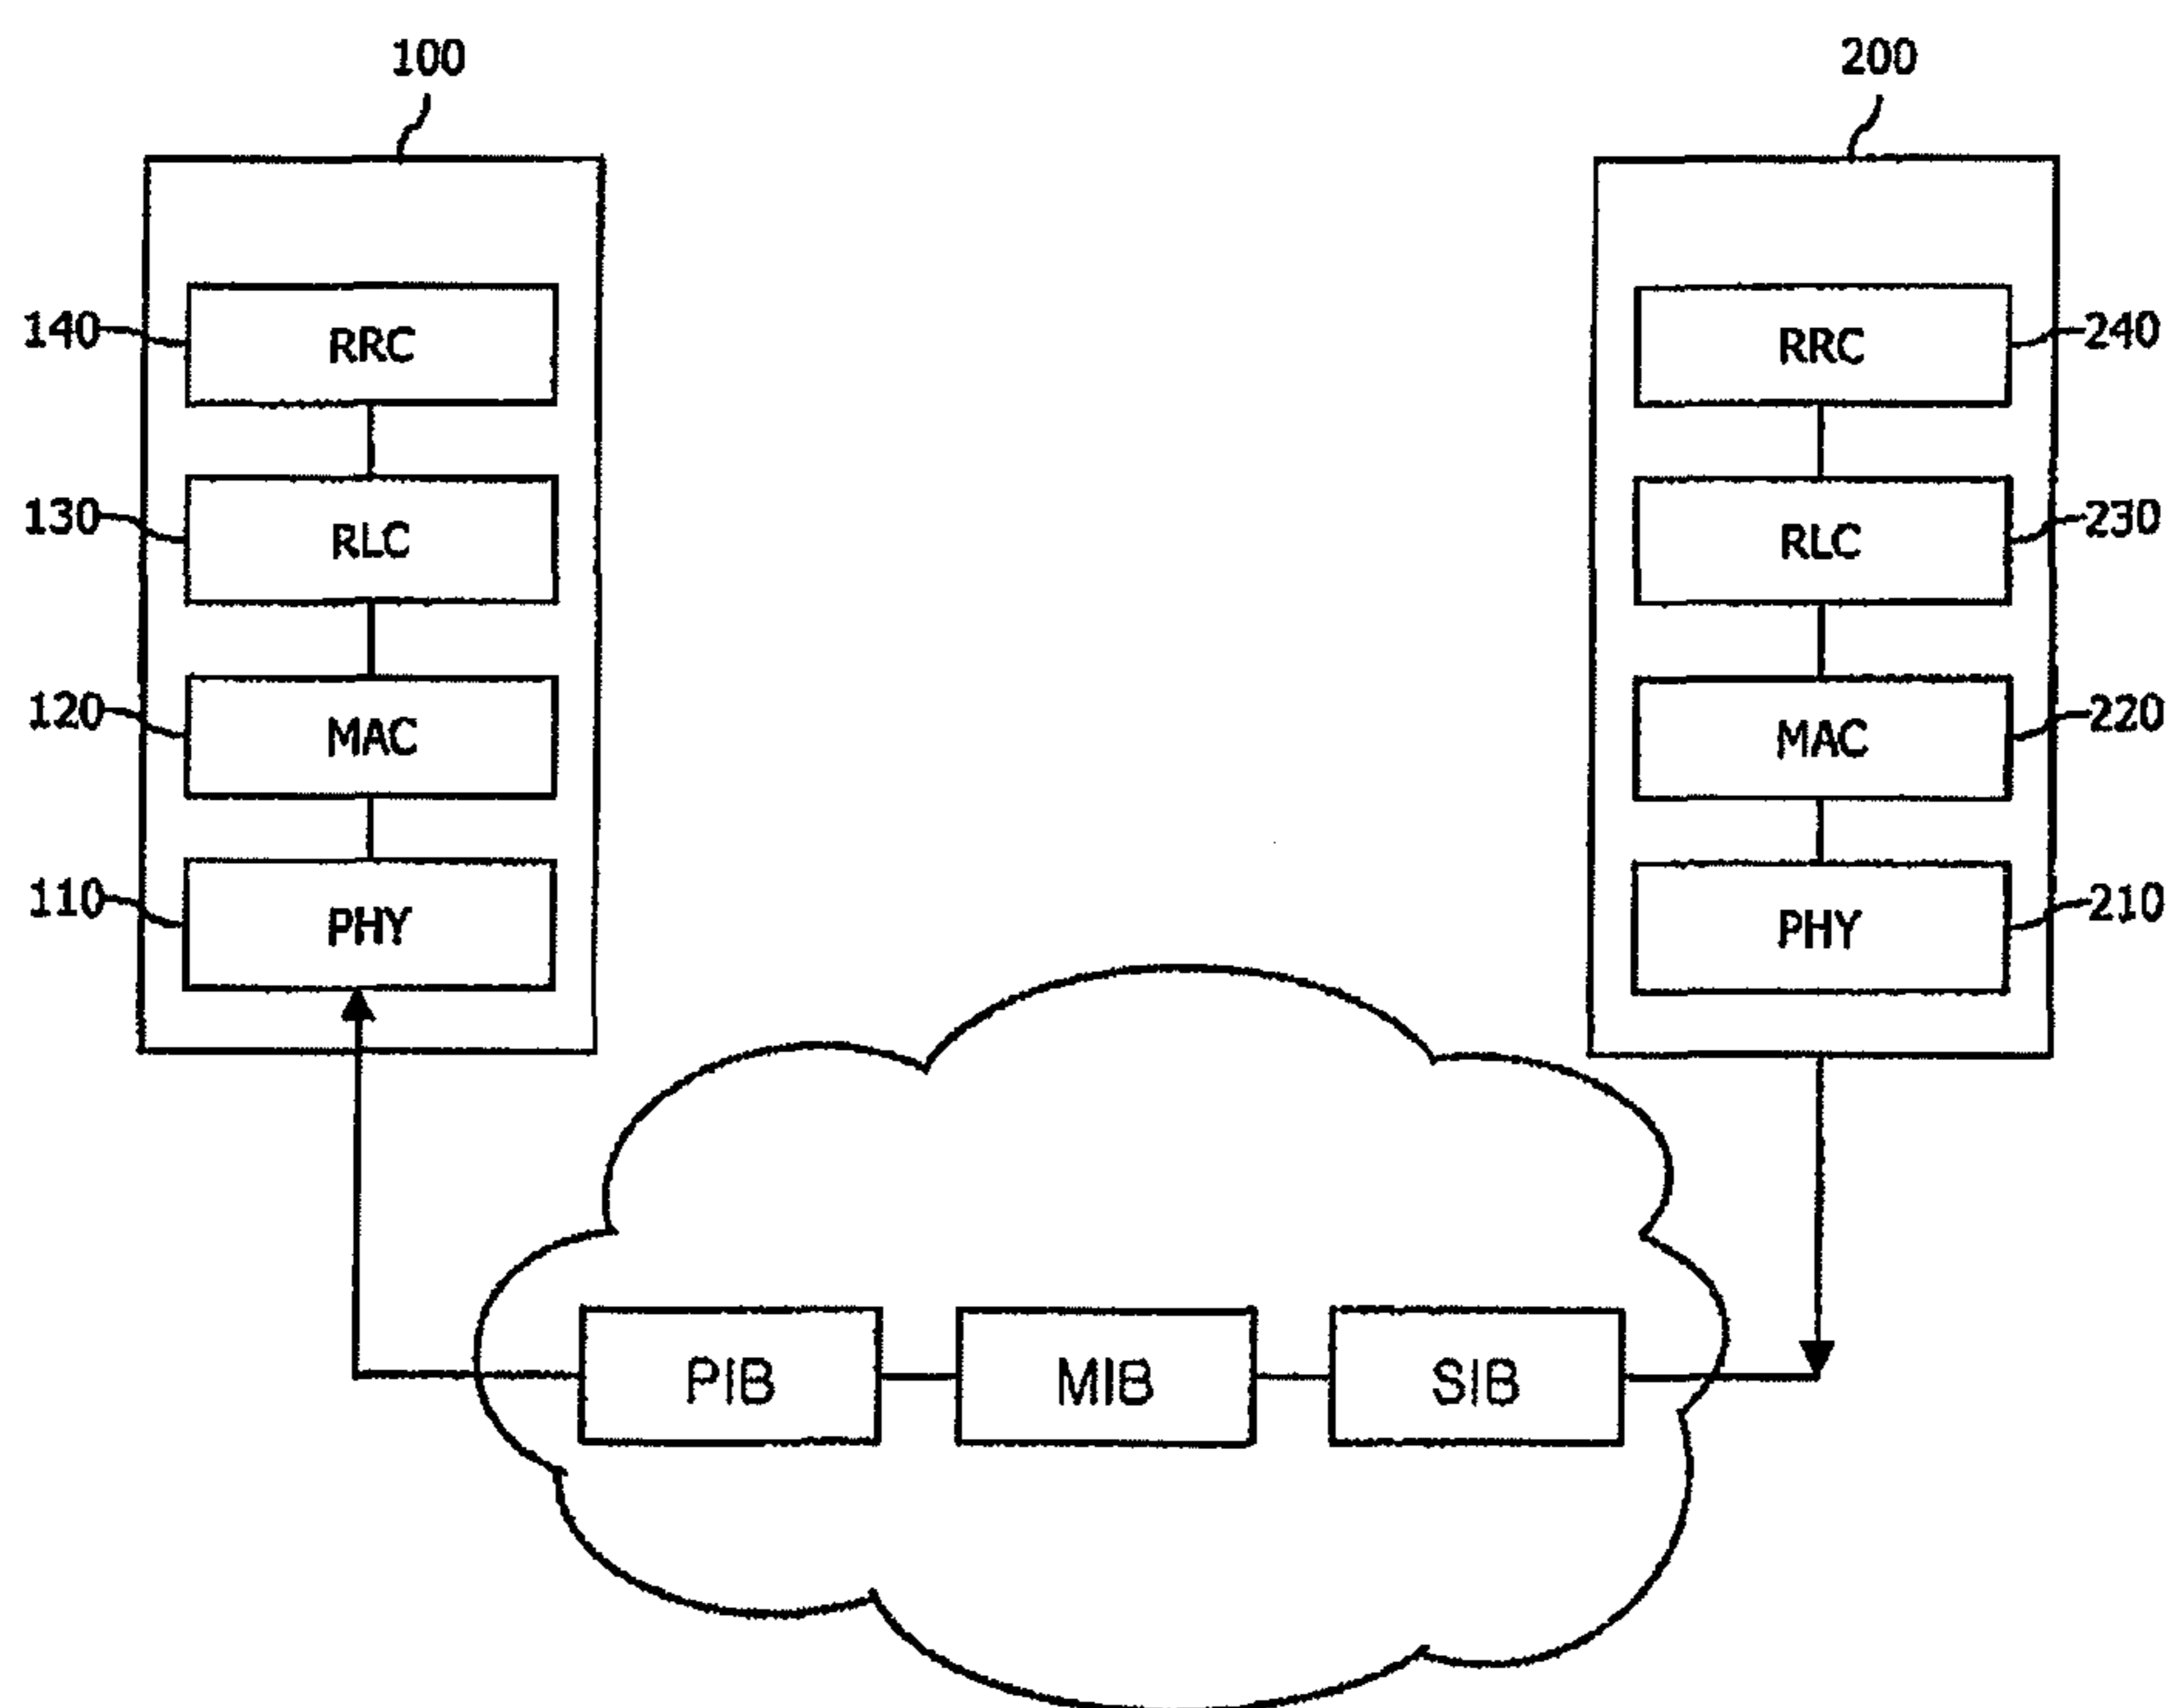 100 200
140 RRC RRC 240
130 RLC RLC 230
120 MAC MAC 220
110 PHY PHY 210
PIB MIB SIB